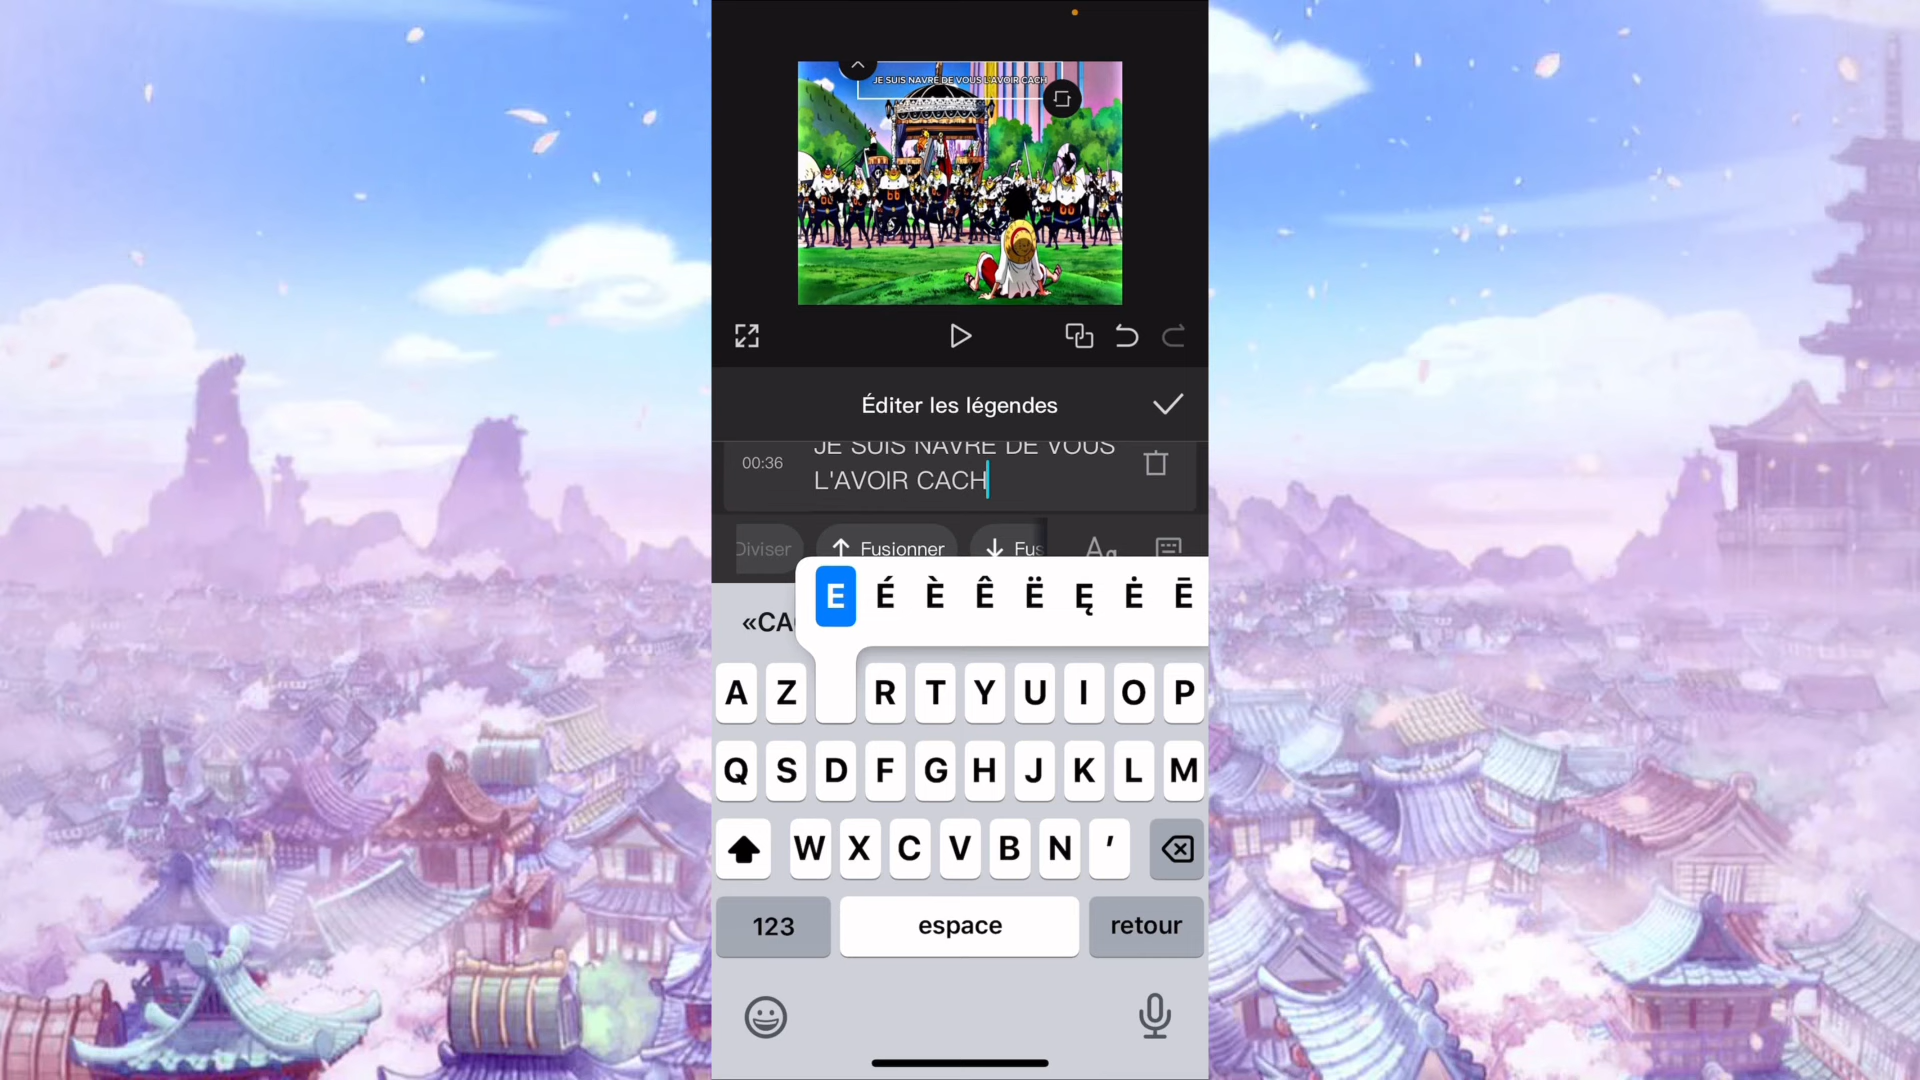 JE SUIS NAVRE DE VOUS L'AVOIR CACH
Éditer les légendes
00:36
JE SUIS NAVRE DE VOUS
L'AVOIR CACH
Diviser
Fusionner
Fus
Aa
«CA
E É È Ê Ë Ę Ė Ē
A Z R T Y U I O P
Q S D F G H J K L M
W X C V B N '
123 espace retour